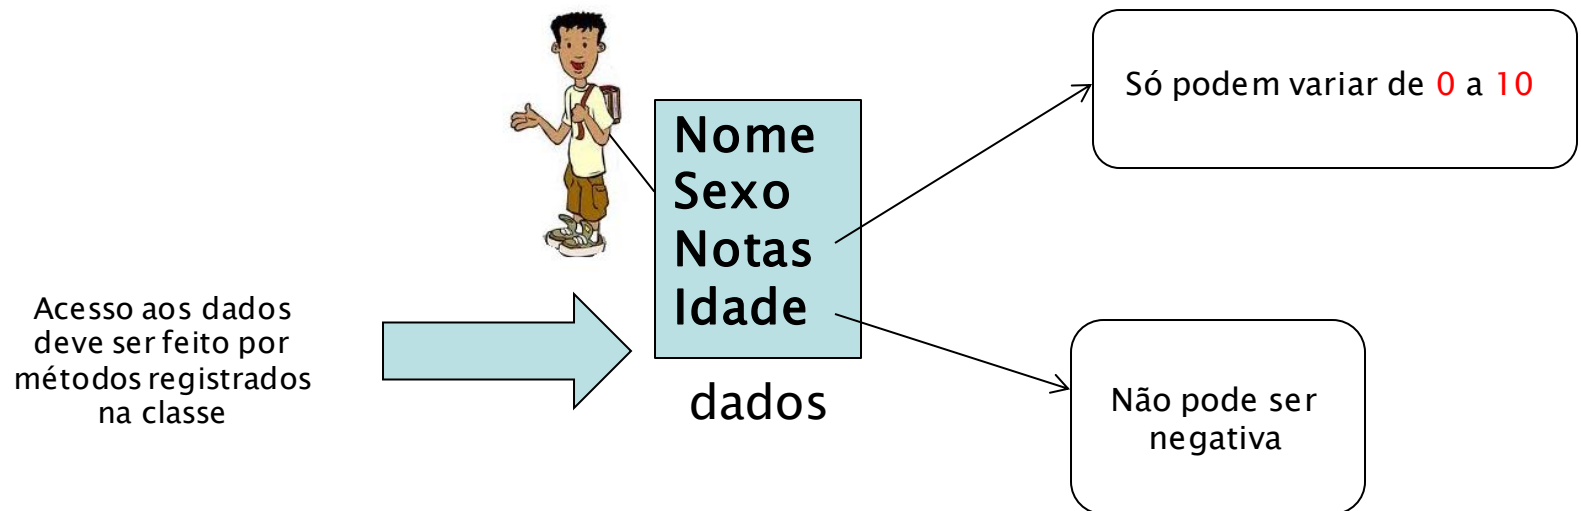 Só podem variar de 0 a 10
Nome
Sexo
Notas
Idade
dados
Acesso aos dados
deve ser feito por
métodos registrados
na classe
Não pode ser
negativa